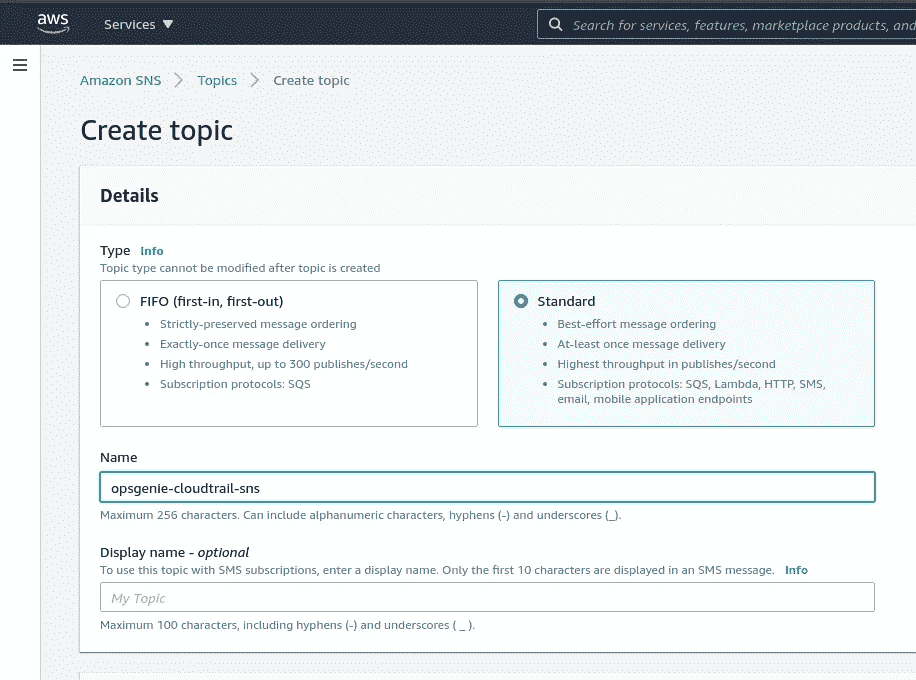 aws
Services ▼
Search for services, features, marketplace products, and
Amazon SNS > Topics > Create topic
Create topic
Details
Type Info
Topic type cannot be modified after topic is created
FIFO (first-in, first-out)
• Strictly-preserved message ordering
• Exactly-once message delivery
• High throughput, up to 300 publishes/second
• Subscription protocols: SQS
Standard
• Best-effort message ordering
• At-least once message delivery
• Highest throughput in publishes/second
• Subscription protocols: SQS, Lambda, HTTP, SMS,
email, mobile application endpoints
Name
opsgenie-cloudtrail-sns
Maximum 256 characters. Can include alphanumeric characters, hyphens (-) and underscores (_).
Display name - optional
To use this topic with SMS subscriptions, enter a display name. Only the first 10 characters are displayed in an SMS message. Info
My Topic
Maximum 100 characters, including hyphens (-) and underscores ( _ ).